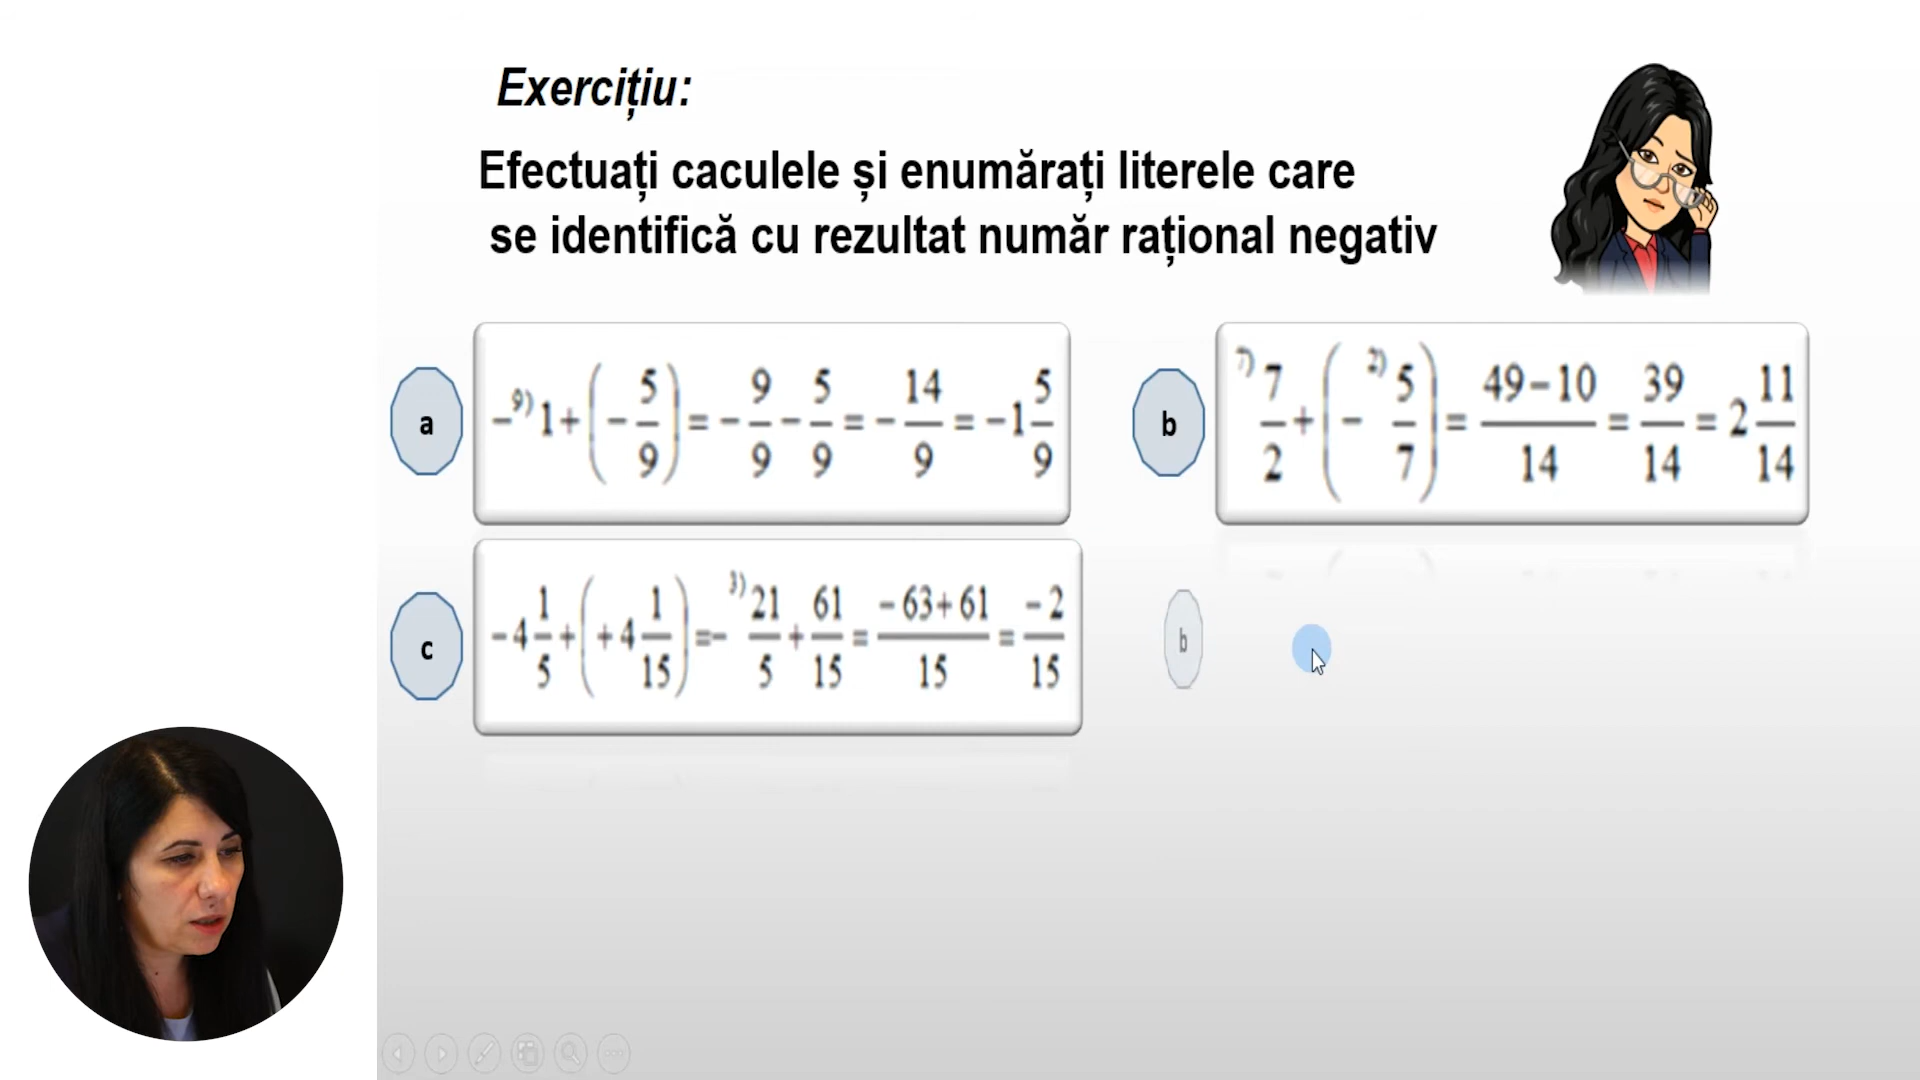 Exercițiu:
Efectuați caculele și enumărați literele care
se identifică cu rezultat număr rațional negativ
a
-⁹⁾1+(-5/9)=-9/9-5/9=-14/9=-1 5/9
b
⁷⁾7/2+(-²⁾5/7)=49-10/14=39/14=2 11/14
c
-4 1/5+(+4 1/15)=-³⁾21/5+61/15=-63+61/15=-2/15
b